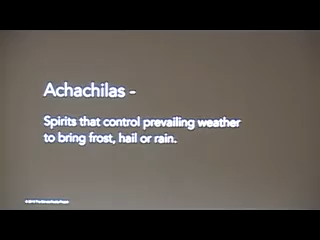 Achachilas -
Spirits that control prevailing weather
to bring frost, hail or rain.